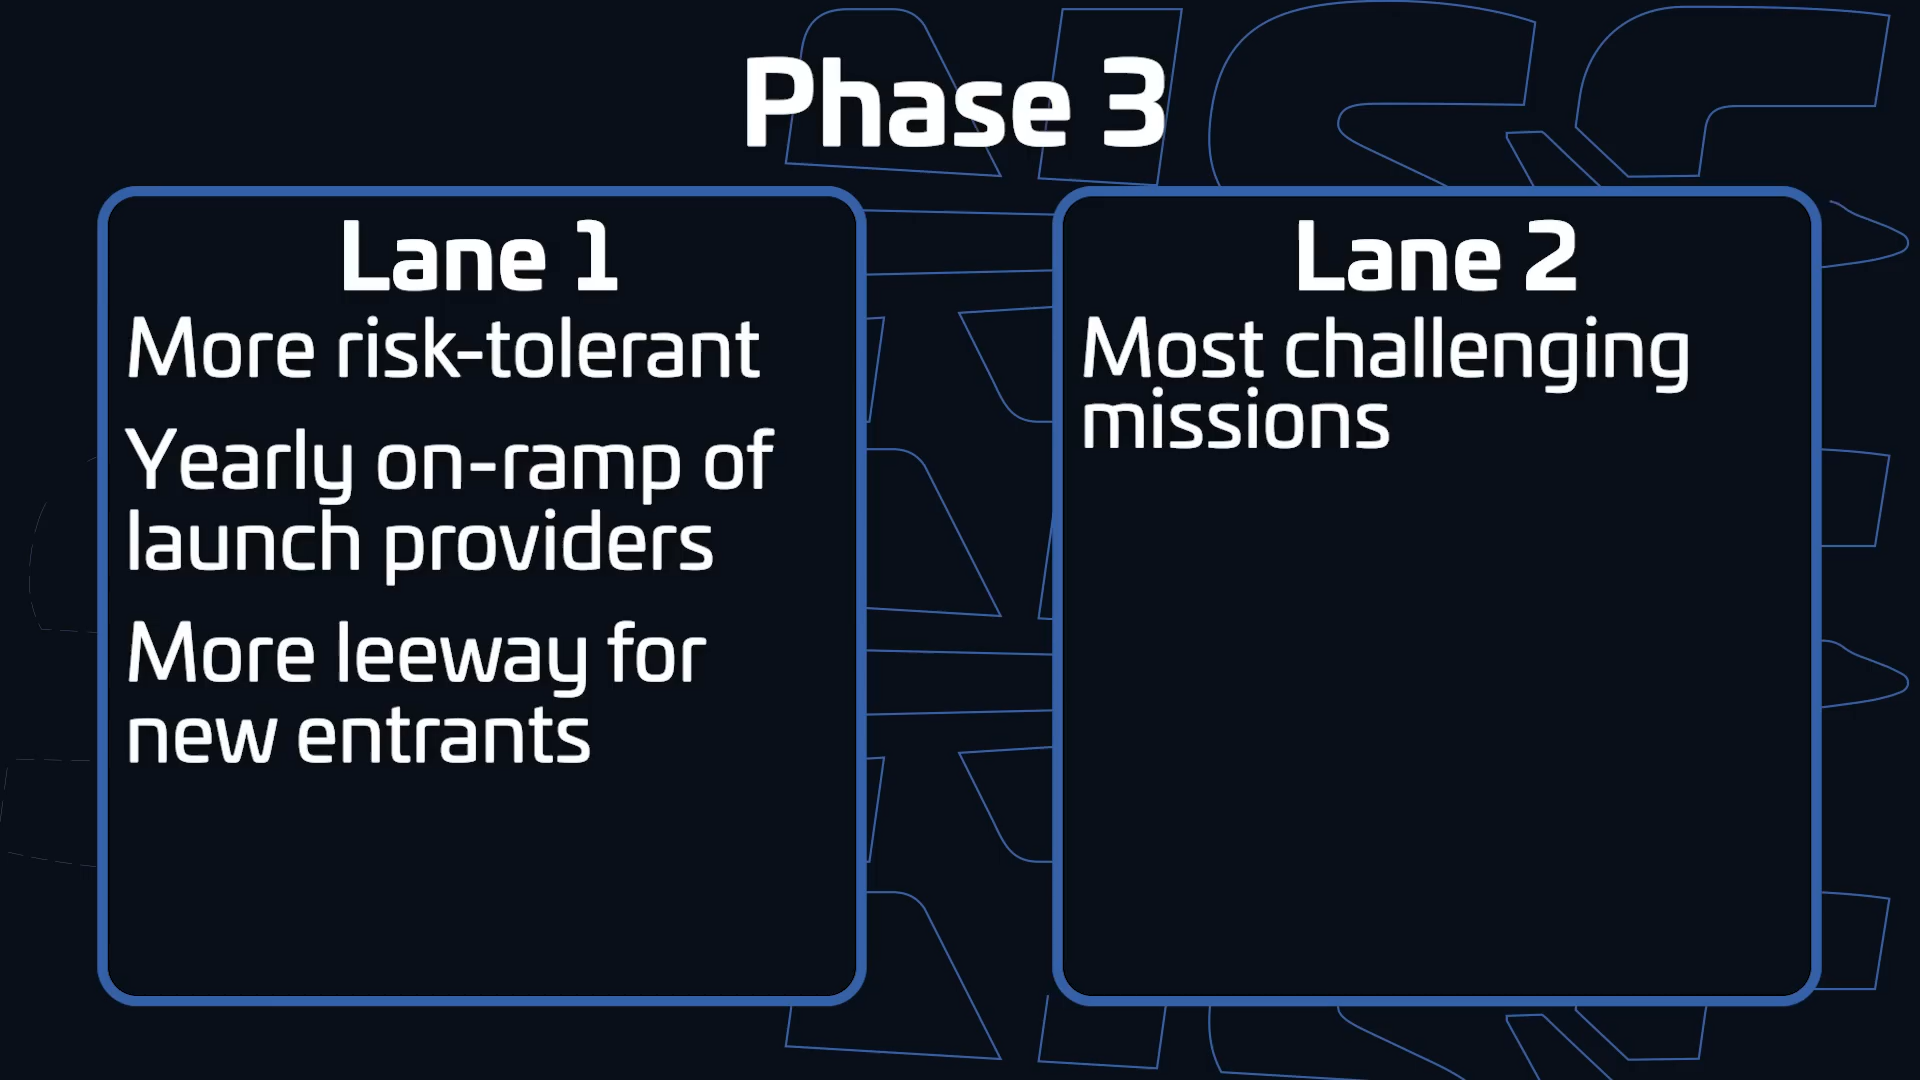 Phase 3
Lane 1
More risk-tolerant
Yearly on-ramp of
launch providers
More leeway for
new entrants
Lane 2
Most challenging
missions